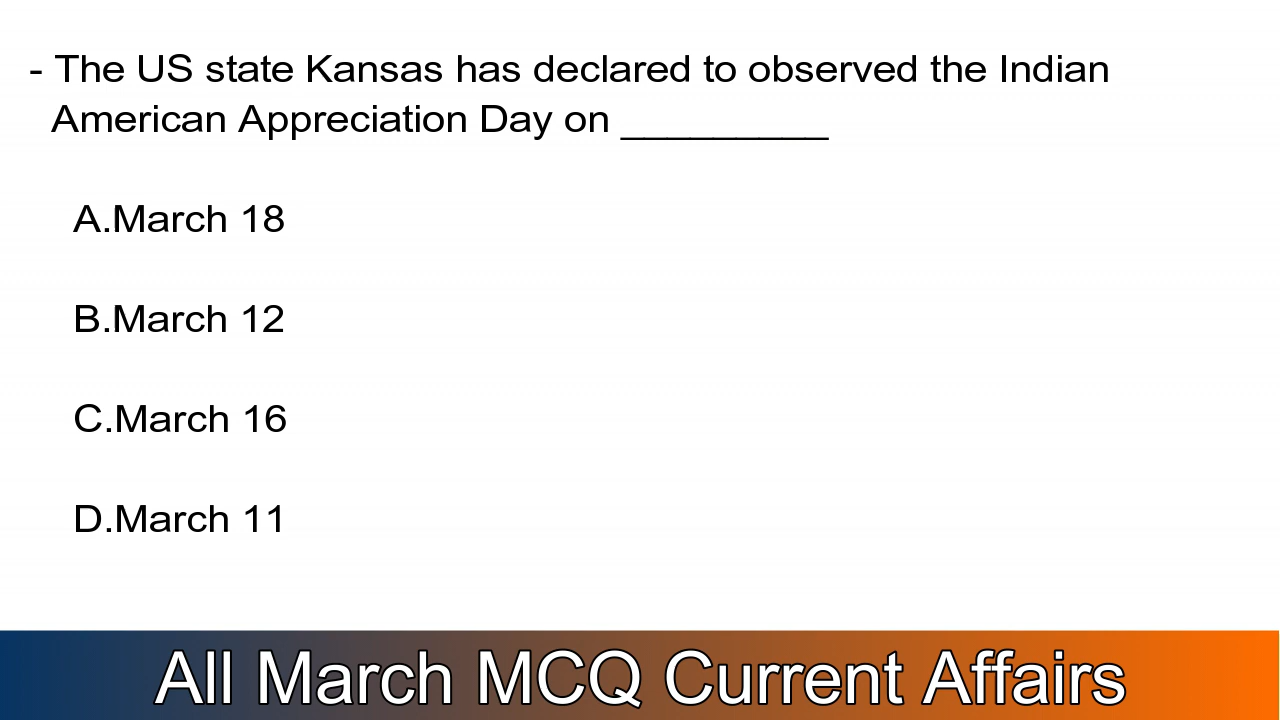 - The US state Kansas has declared to observed the Indian
American Appreciation Day on _________
A.March 18
B.March 12
C.March 16
D.March 11
All March MCQ Current Affairs